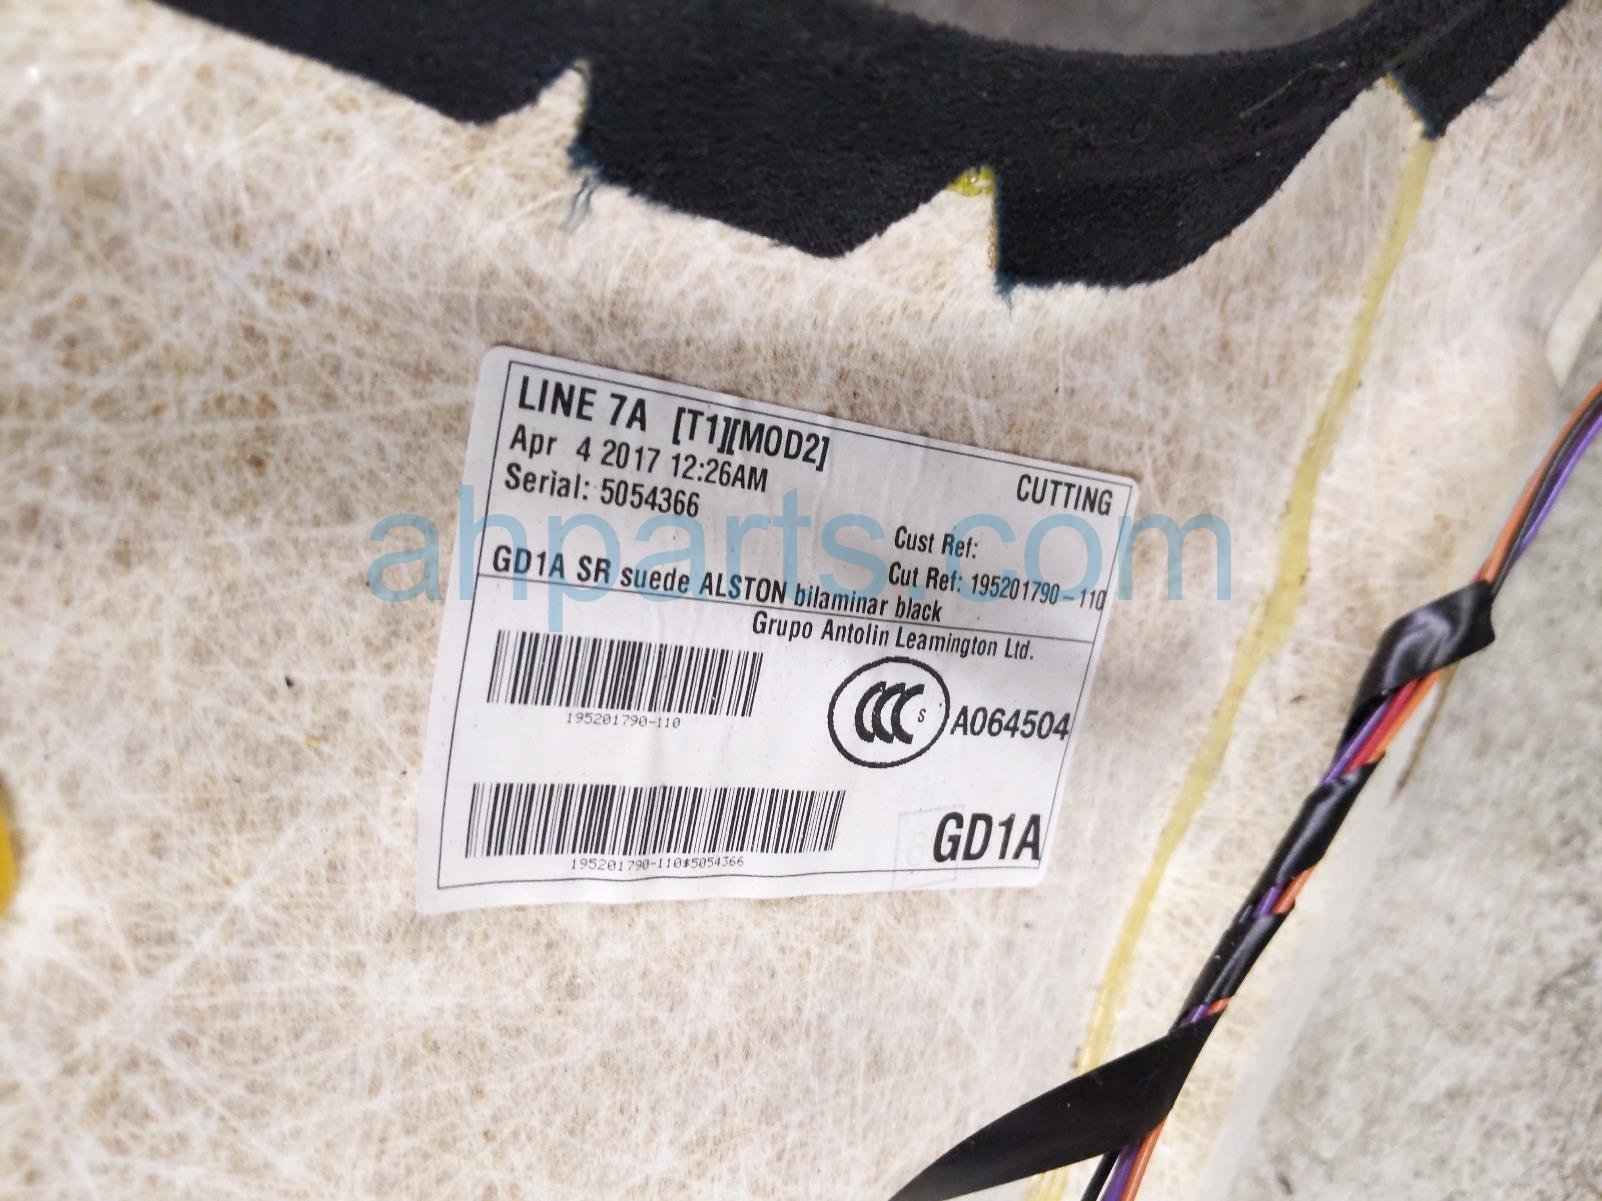 LINE 7A [T1][MOD2]
Apr 4 2017 12:26AM
CUTTING
Serial: 5054366
Cust Ref:
Cut Ref: 195201790-110
GD1A SR suede ALSTON bilaminar black
Grupo Antolin Leamington Ltd.
195201790-110
CCC S A064504
195201790-110$5054366
GD1A
ahparts.com